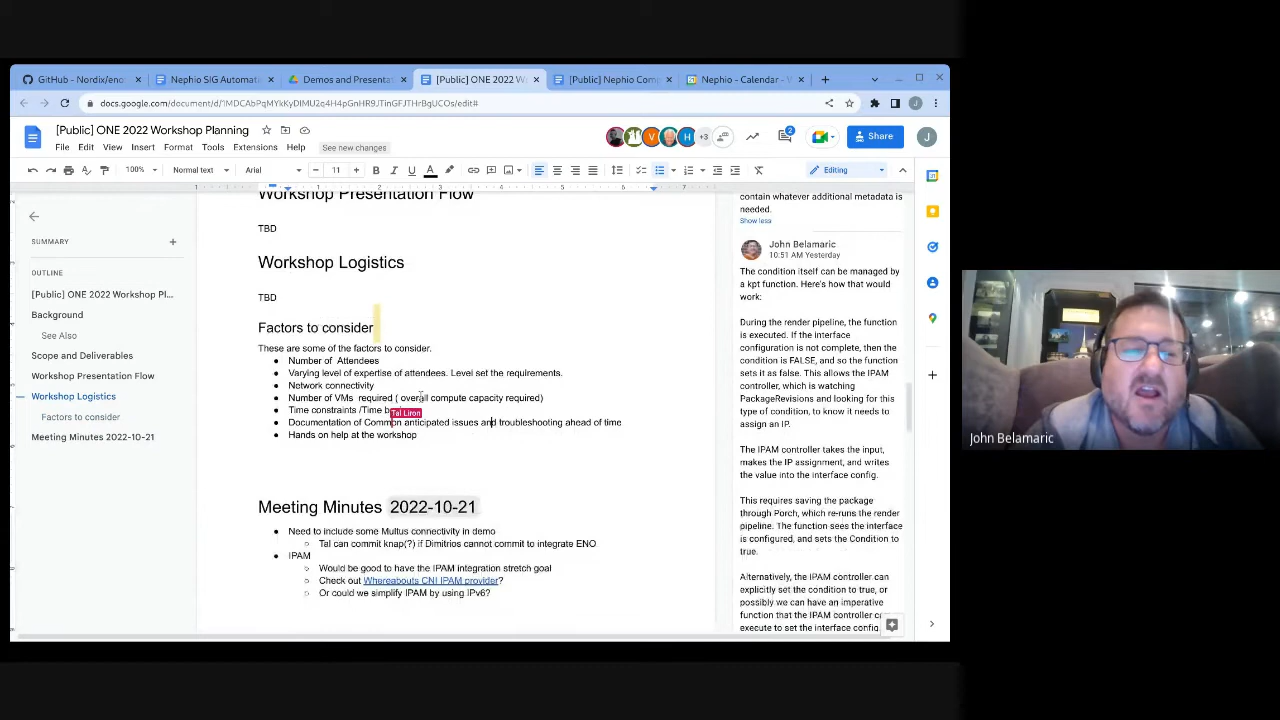 GitHub - Nordix/eno
Nephio SIG Automat
Demos and Presentat
[Public] ONE 2022 Wo
[Public] Nephio Com
Nephio - Calendar - W
docs.google.com/document/d/1MDCAbPqMYkKyDIMU2q4H4pGnHR9JTinGFJTHrBgUCOs/edit#
[Public] ONE 2022 Workshop Planning
File Edit View Insert Format Tools Extensions Help See new changes
+3
2
Share
J
100%
Normal text
Arial
11
Editing
SUMMARY
OUTLINE
[Public] ONE 2022 Workshop Pl...
Background
See Also
Scope and Deliverables
Workshop Presentation Flow
Workshop Logistics
Factors to consider
Meeting Minutes 2022-10-21
Workshop Presentation Flow
TBD
Workshop Logistics
TBD
Factors to consider
These are some of the factors to consider.
Number of Attendees
Varying level of expertise of attendees. Level set the requirements.
Network connectivity
Number of VMs required ( overall compute capacity required)
Time constraints /Time
Tal Liron
Documentation of Common anticipated issues and troubleshooting ahead of time
Hands on help at the workshop
Meeting Minutes 2022-10-21
Need to include some Multus connectivity in demo
Tal can commit knap(?) if Dimitrios cannot commit to integrate ENO
IPAM
Would be good to have the IPAM integration stretch goal
Check out Whereabouts CNI IPAM provider?
Or could we simplify IPAM by using IPv6?
contain whatever additional metadata is
needed.
Show less
John Belamaric
10:51 AM Yesterday
The condition itself can be managed by
a kpt function. Here's how that would
work:
During the render pipeline, the function
is executed. If the interface
configuration is not complete, then the
condition is FALSE, and so the function
sets it as false. This allows the IPAM
controller, which is watching
PackageRevisions and looking for this
type of condition, to know it needs to
assign an IP.
The IPAM controller takes the input,
makes the IP assignment, and writes
the value into the interface config.
This requires saving the package
through Porch, which re-runs the render
pipeline. The function sees the interface
is configured, and sets the Condition to
true.
Alternatively, the IPAM controller can
explicitly set the condition to true, or
possibly we can have an imperative
function that the IPAM controller
execute to set the interface config
John Belamaric